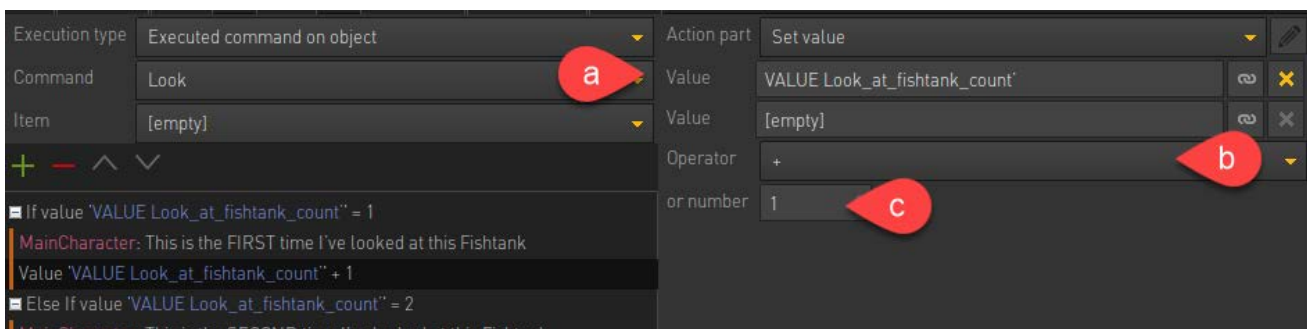 Execution type Executed command on object
Command Look
Item [empty]
If value 'VALUE Look_at_fishtank_count'' = 1
MainCharacter: This is the FIRST time I've looked at this Fishtank
Value 'VALUE Look_at_fishtank_count'' + 1
Else If value 'VALUE Look_at_fishtank_count'' = 2
Action part Set value
a
Value VALUE Look_at_fishtank_count'
Value [empty]
Operator +
b
or number 1
c